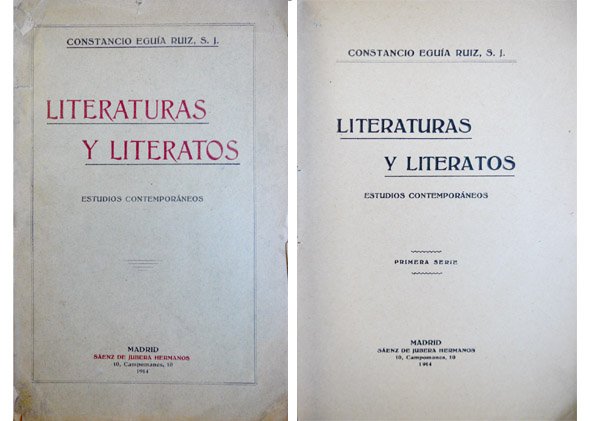 CONSTANCIO EGUÍA RUIZ, S. J.
LITERATURAS
Y LITERATOS
ESTUDIOS CONTEMPORÁNEOS
MADRID
SÁENZ DE JUBERA HERMANOS
10, Campomanes, 10
1914
CONSTANCIO EGUÍA RUIZ, S. J.
LITERATURAS
Y LITERATOS
ESTUDIOS CONTEMPORÁNEOS
PRIMERA SERIE
MADRID
SÁENZ DE JUBERA HERMANOS
10, Campomanes, 10
1914